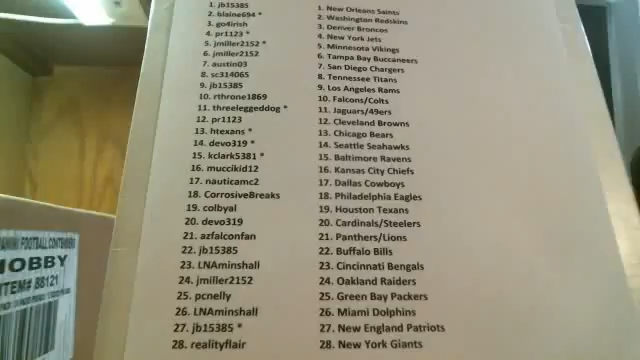 1. jb15385
2. blaine694 *
3. go4irish
4. pr1123 *
5. jmiller2152 *
6. jmiller2152
7. austin03
8. sc314065
9. jb15385
10. rthrone1869
11. threeleggeddog *
12. pr1123
13. htexans *
14. devo319 *
15. kclark5381 *
16. muccikid12
17. nauticamc2
18. CorrosiveBreaks
19. colbyal
20. devo319
21. azfalconfan
22. jb15385
23. LNAminshall
24. jmiller2152
25. pcnelly
26. LNAminshall
27. jb15385 *
28. realityflair
1. New Orleans Saints
2. Washington Redskins
3. Denver Broncos
4. New York Jets
5. Minnesota Vikings
6. Tampa Bay Buccaneers
7. San Diego Chargers
8. Tennessee Titans
9. Los Angeles Rams
10. Falcons/Colts
11. Jaguars/49ers
12. Cleveland Browns
13. Chicago Bears
14. Seattle Seahawks
15. Baltimore Ravens
16. Kansas City Chiefs
17. Dallas Cowboys
18. Philadelphia Eagles
19. Houston Texans
20. Cardinals/Steelers
21. Panthers/Lions
22. Buffalo Bills
23. Cincinnati Bengals
24. Oakland Raiders
25. Green Bay Packers
26. Miami Dolphins
27. New England Patriots
28. New York Giants
PANINI FOOTBALL CONTENDERS
HOBBY
ITEM# 88121